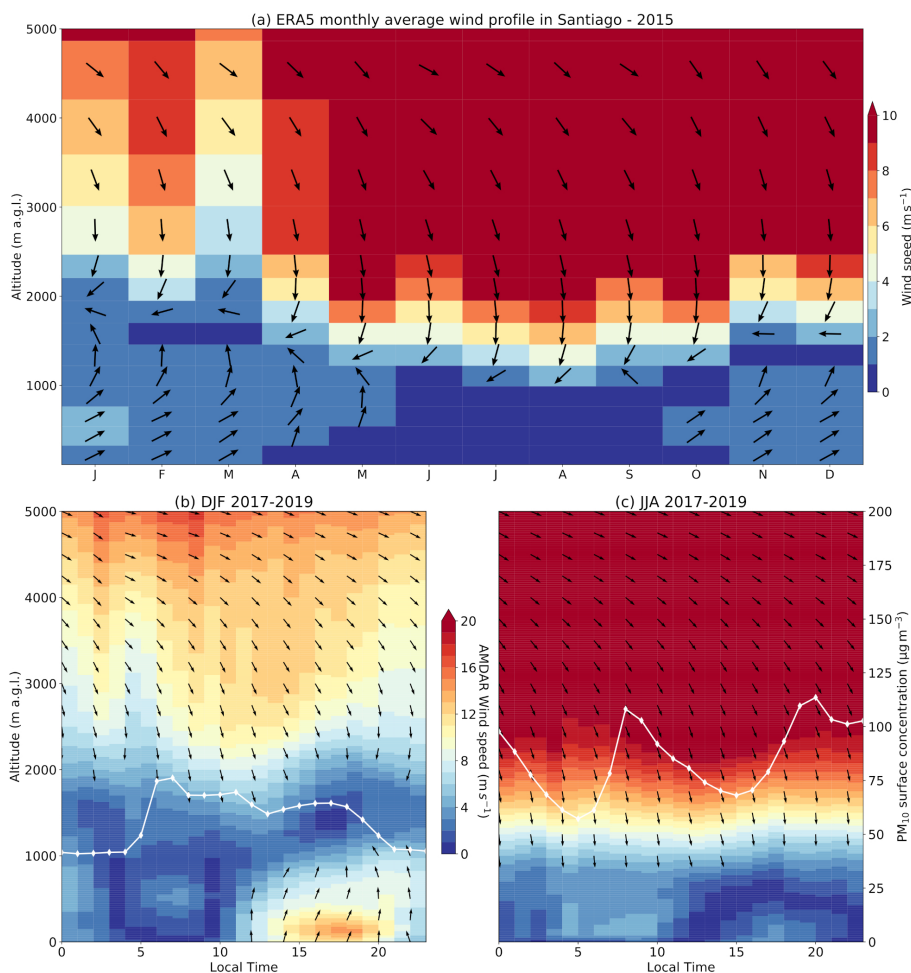 (a) ERA5 monthly average wind profile in Santiago - 2015
5000
4000
3000
2000
1000
Altitude (m a.g.l.)
J F M A M J J A S O N D
10
8
6
4
2
0
Wind speed (m s⁻¹)
(b) DJF 2017-2019
5000
4000
3000
2000
1000
0
Altitude (m a.g.l.)
0 5 10 15 20
Local Time
20
16
12
8
4
0
AMDAR Wind speed (m s⁻¹)
(c) JJA 2017-2019
200
175
150
125
100
75
50
25
0
PM₁₀ surface concentration (µg m⁻³)
0 5 10 15 20
Local Time